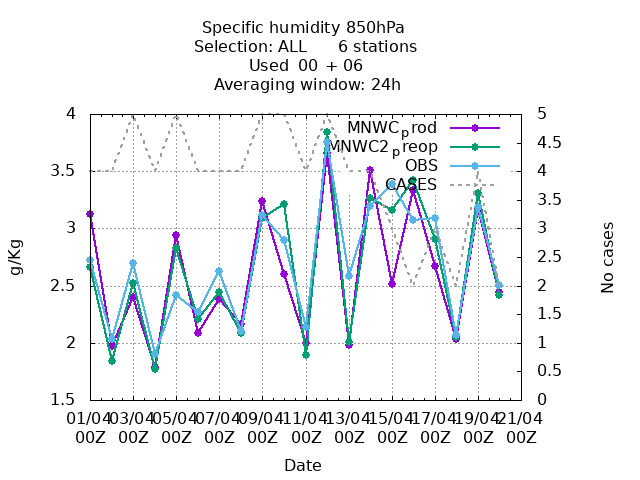 Specific humidity 850hPa
Selection: ALL      6 stations
Used  00  + 06
Averaging window: 24h
MNWC_prod
MNWC2_preop
OBS
CASES
4
3.5
3
2.5
2
1.5
5
4.5
4
3.5
3
2.5
2
1.5
1
0.5
0
g/Kg
No cases
01/04 03/04 05/04 07/04 09/04 11/04 13/04 15/04 17/04 19/04 21/04
00Z 00Z 00Z 00Z 00Z 00Z 00Z 00Z 00Z 00Z 00Z
Date